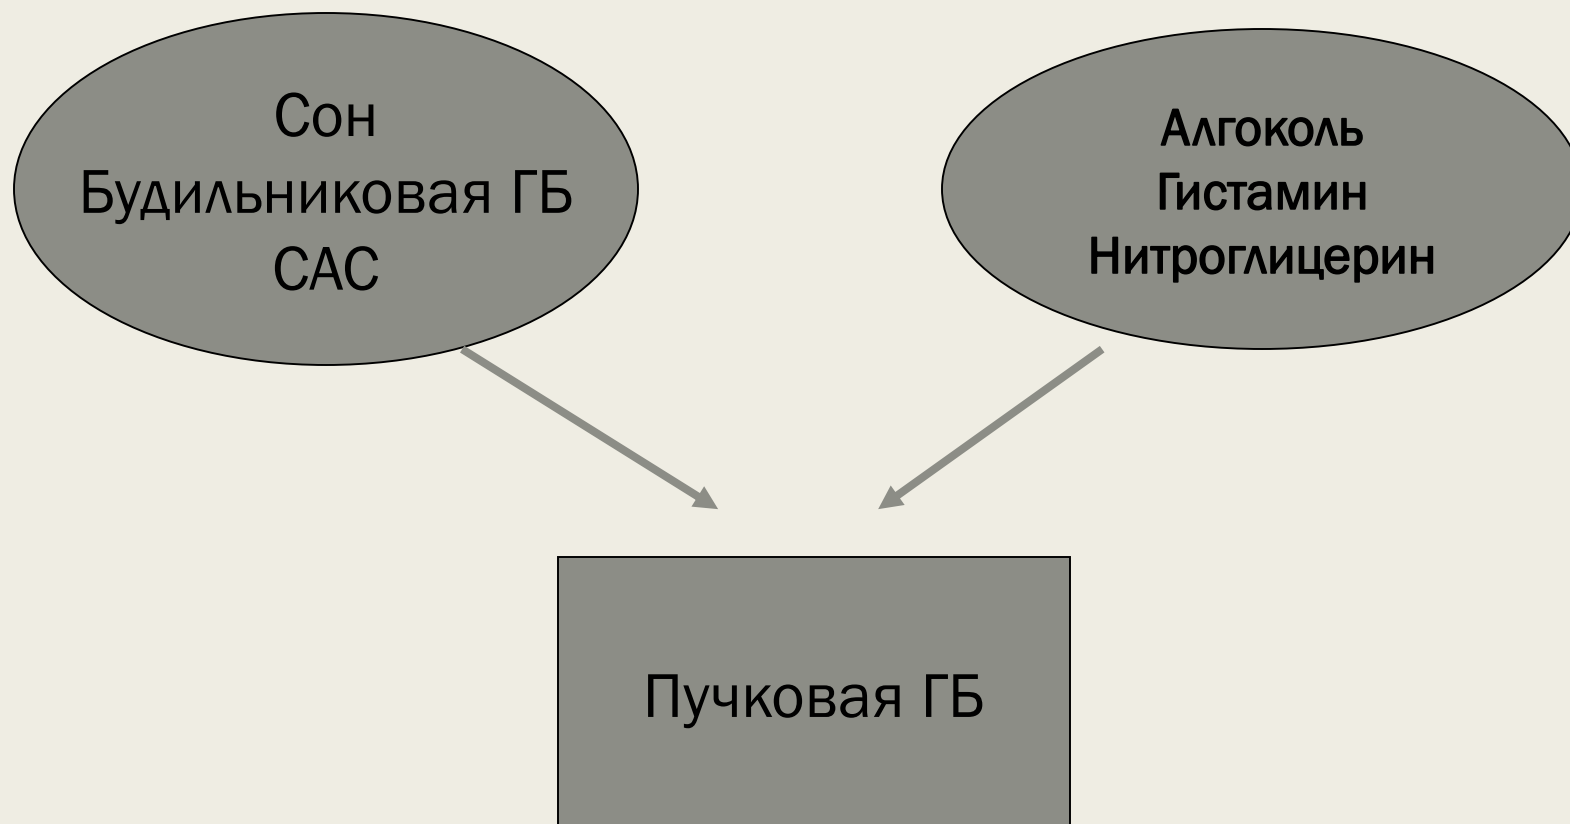 Сон
Будильниковая ГБ
САС
Алгоколь
Гистамин
Нитроглицерин
Пучковая ГБ